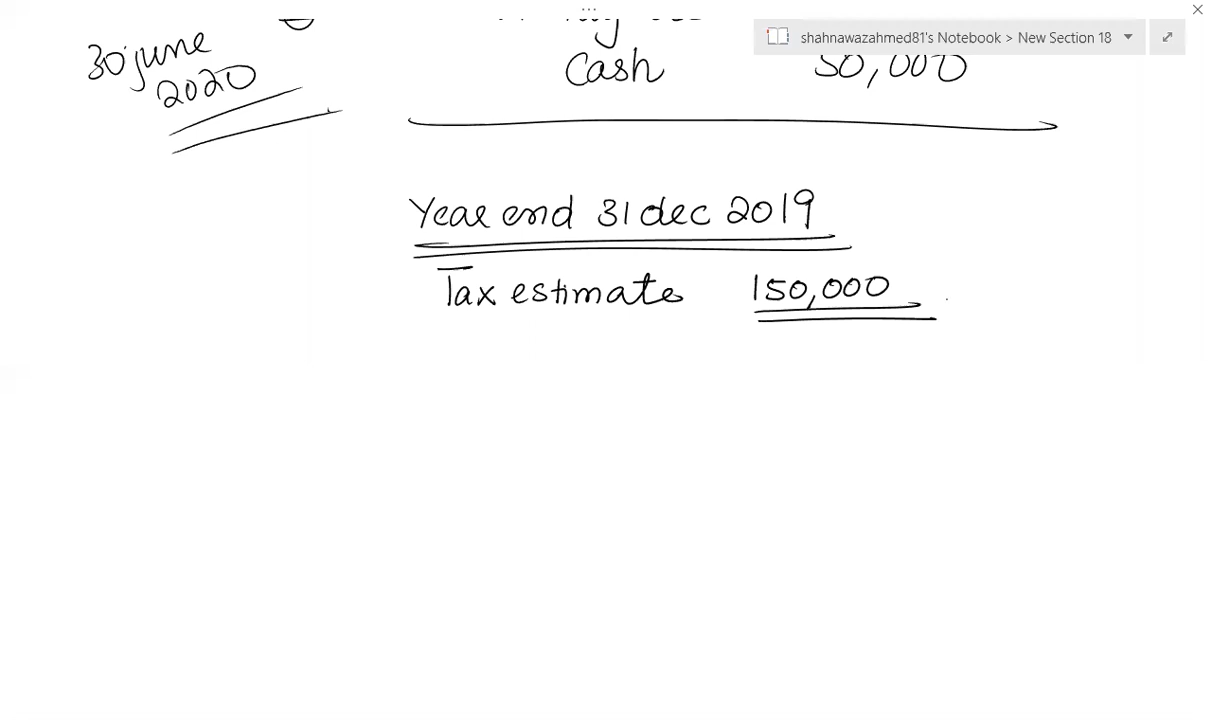 shahnawazahmed81's Notebook > New Section 18
30 june
2020
Cash 50,000
Year end 31 dec 2019
Tax estimate 150,000